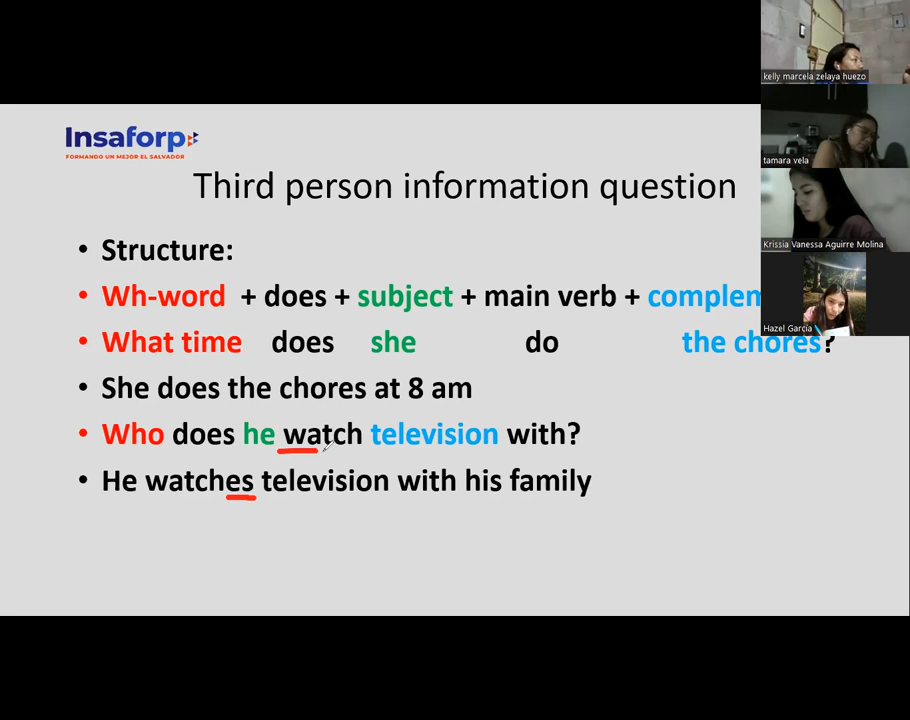 Insaforp
FORMANDO UN MEJOR EL SALVADOR
Third person information question
• Structure:
• Wh-word + does + subject + main verb + complem
• What time does she do the chores?
• She does the chores at 8 am
• Who does he watch television with?
• He watches television with his family
kelly marcela zelaya huezo
tamara vela
Krissia Vanessa Aguirre Molina
Hazel García